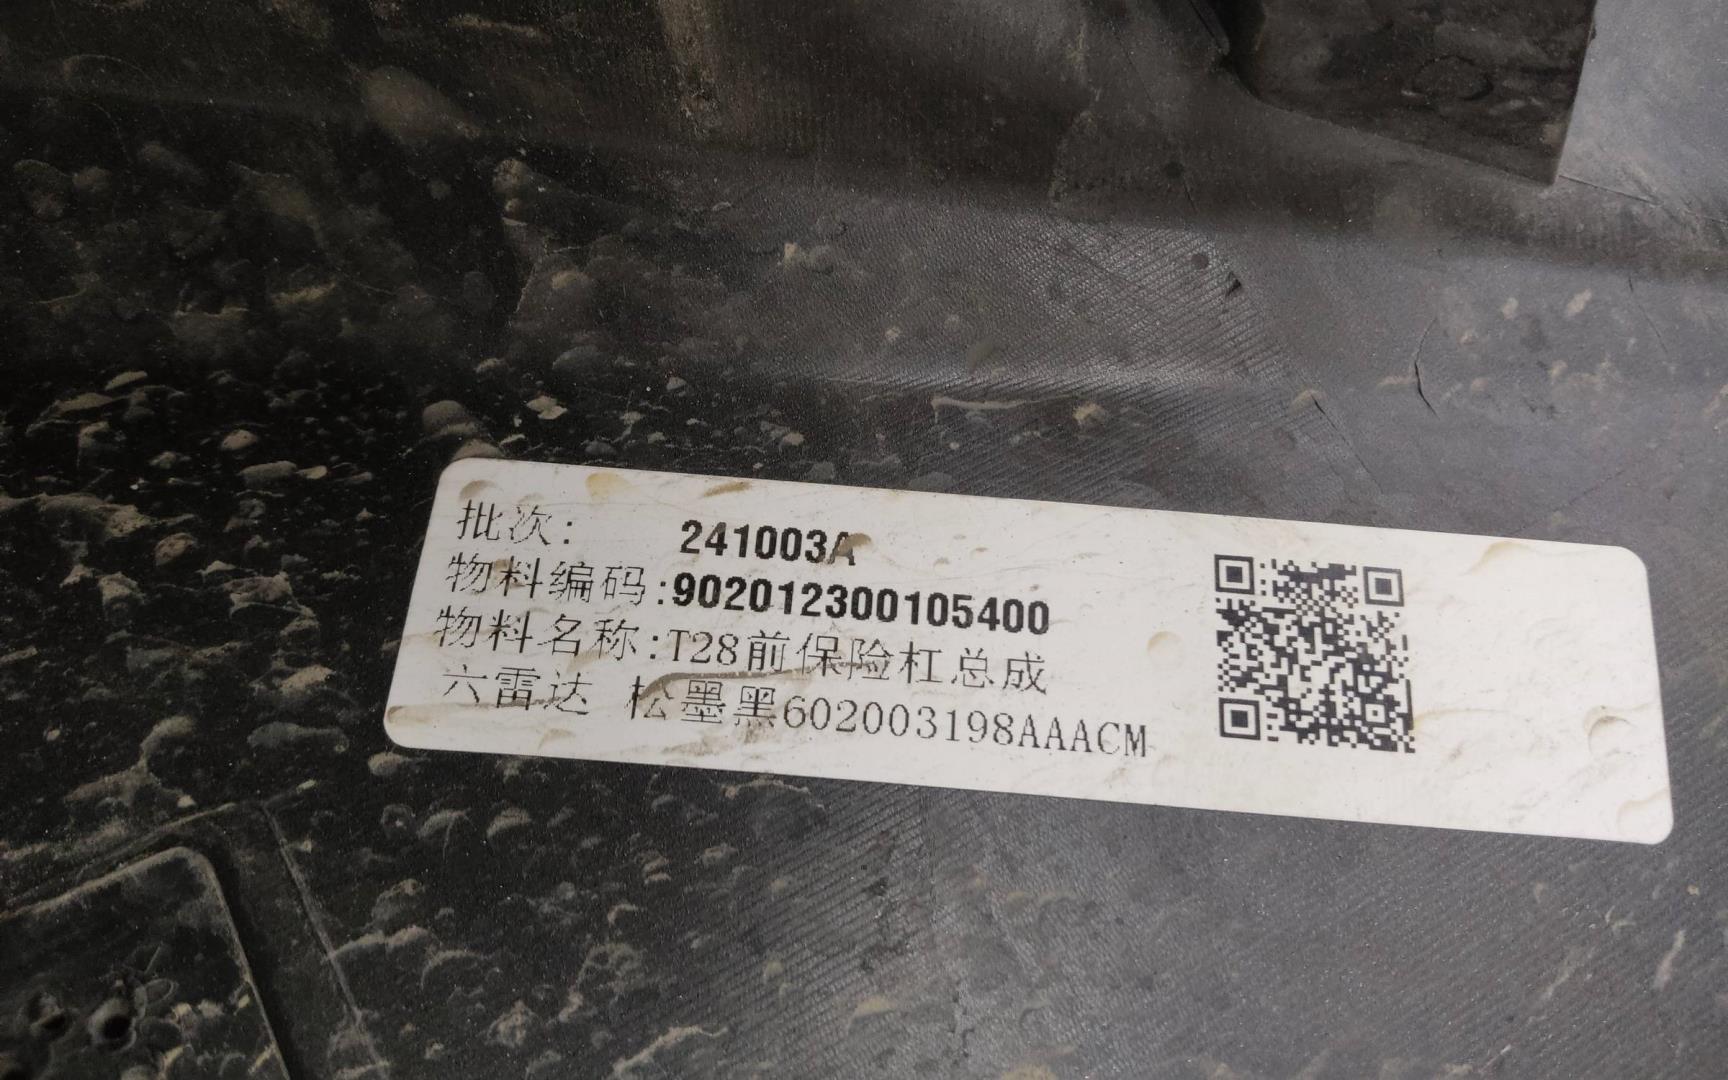 批次: 241003A
物料编码:902012300105400
物料名称:T28前保险杠总成
六雷达 松墨黑602003198AAACM